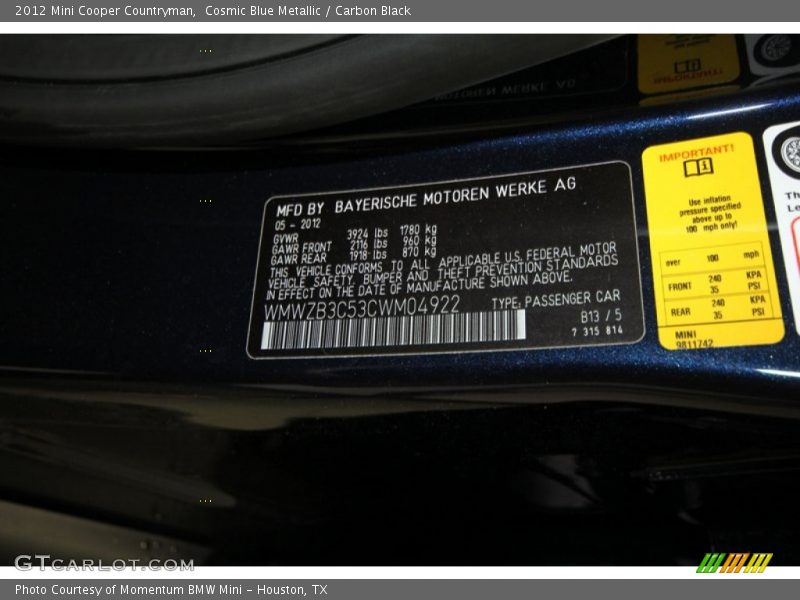 2012 Mini Cooper Countryman,  Cosmic Blue Metallic / Carbon Black
MFD BY  BAYERISCHE MOTOREN WERKE AG
05 - 2012
GVWR 3924 lbs 1780 kg
GAWR FRONT 2116 lbs 960 kg
GAWR REAR 1918 lbs 870 kg
THIS VEHICLE CONFORMS TO ALL APPLICABLE U.S. FEDERAL MOTOR
VEHICLE SAFETY, BUMPER AND THEFT PREVENTION STANDARDS
IN EFFECT ON THE DATE OF MANUFACTURE SHOWN ABOVE.
WMWZB3C53CWM04922 TYPE: PASSENGER CAR
B13 / 5
7 315 814
IMPORTANT!
Use inflation
pressure specified
above up to
100 mph only!
over 100 mph
FRONT 240 KPA
35 PSI
REAR 240 KPA
35 PSI
MINI
9811742
Th
Le
GTCARLOT.COM
Photo Courtesy of Momentum BMW Mini - Houston, TX